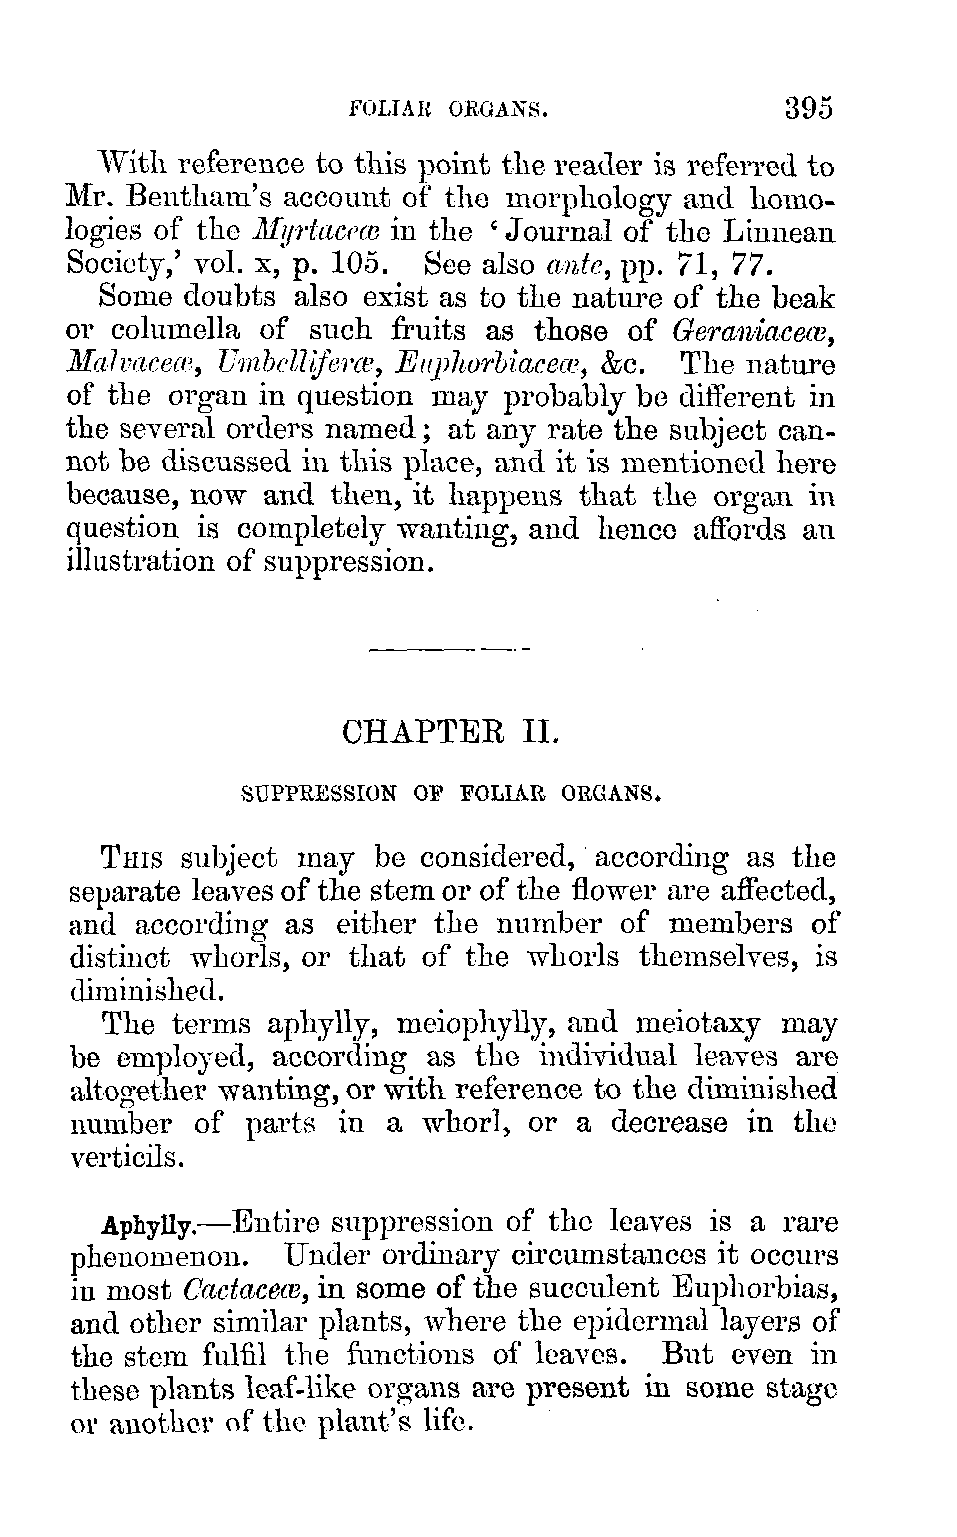 FOLIAR ORGANS. 395
With reference to this point the reader is referred to
Mr. Bentham's account of the morphology and homo-
logies of the Myrtaceæ in the ‘Journal of the Linnean
Society,’ vol. x, p. 105. See also ante, pp. 71, 77.
Some doubts also exist as to the nature of the beak
or columella of such fruits as those of Geraniaceæ,
Malvaceæ, Umbelliferæ, Euphorbiaceæ, &c. The nature
of the organ in question may probably be different in
the several orders named; at any rate the subject can-
not be discussed in this place, and it is mentioned here
because, now and then, it happens that the organ in
question is completely wanting, and hence affords an
illustration of suppression.
CHAPTER II.
SUPPRESSION OF FOLIAR ORGANS.
THIS subject may be considered, according as the
separate leaves of the stem or of the flower are affected,
and according as either the number of members of
distinct whorls, or that of the whorls themselves, is
diminished.
The terms aphylly, meiophylly, and meiotaxy may
be employed, according as the individual leaves are
altogether wanting, or with reference to the diminished
number of parts in a whorl, or a decrease in the
verticils.
Aphylly.—Entire suppression of the leaves is a rare
phenomenon. Under ordinary circumstances it occurs
in most Cactaceæ, in some of the succulent Euphorbias,
and other similar plants, where the epidermal layers of
the stem fulfil the functions of leaves. But even in
these plants leaf-like organs are present in some stage
or another of the plant's life.